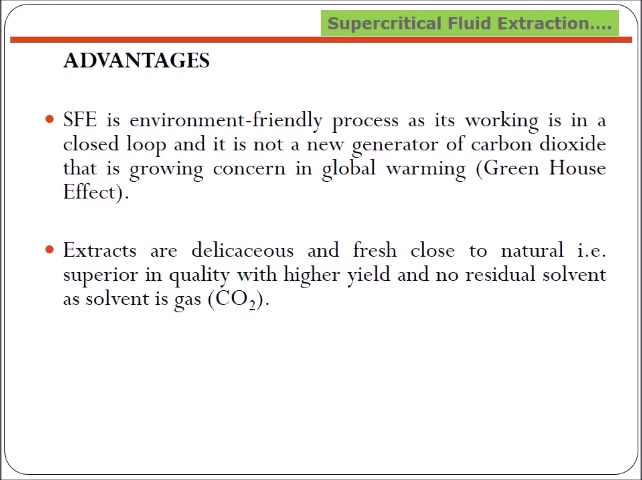 Supercritical Fluid Extraction....
ADVANTAGES
• SFE is environment-friendly process as its working is in a
closed loop and it is not a new generator of carbon dioxide
that is growing concern in global warming (Green House
Effect).
• Extracts are delicaceous and fresh close to natural i.e.
superior in quality with higher yield and no residual solvent
as solvent is gas (CO₂).